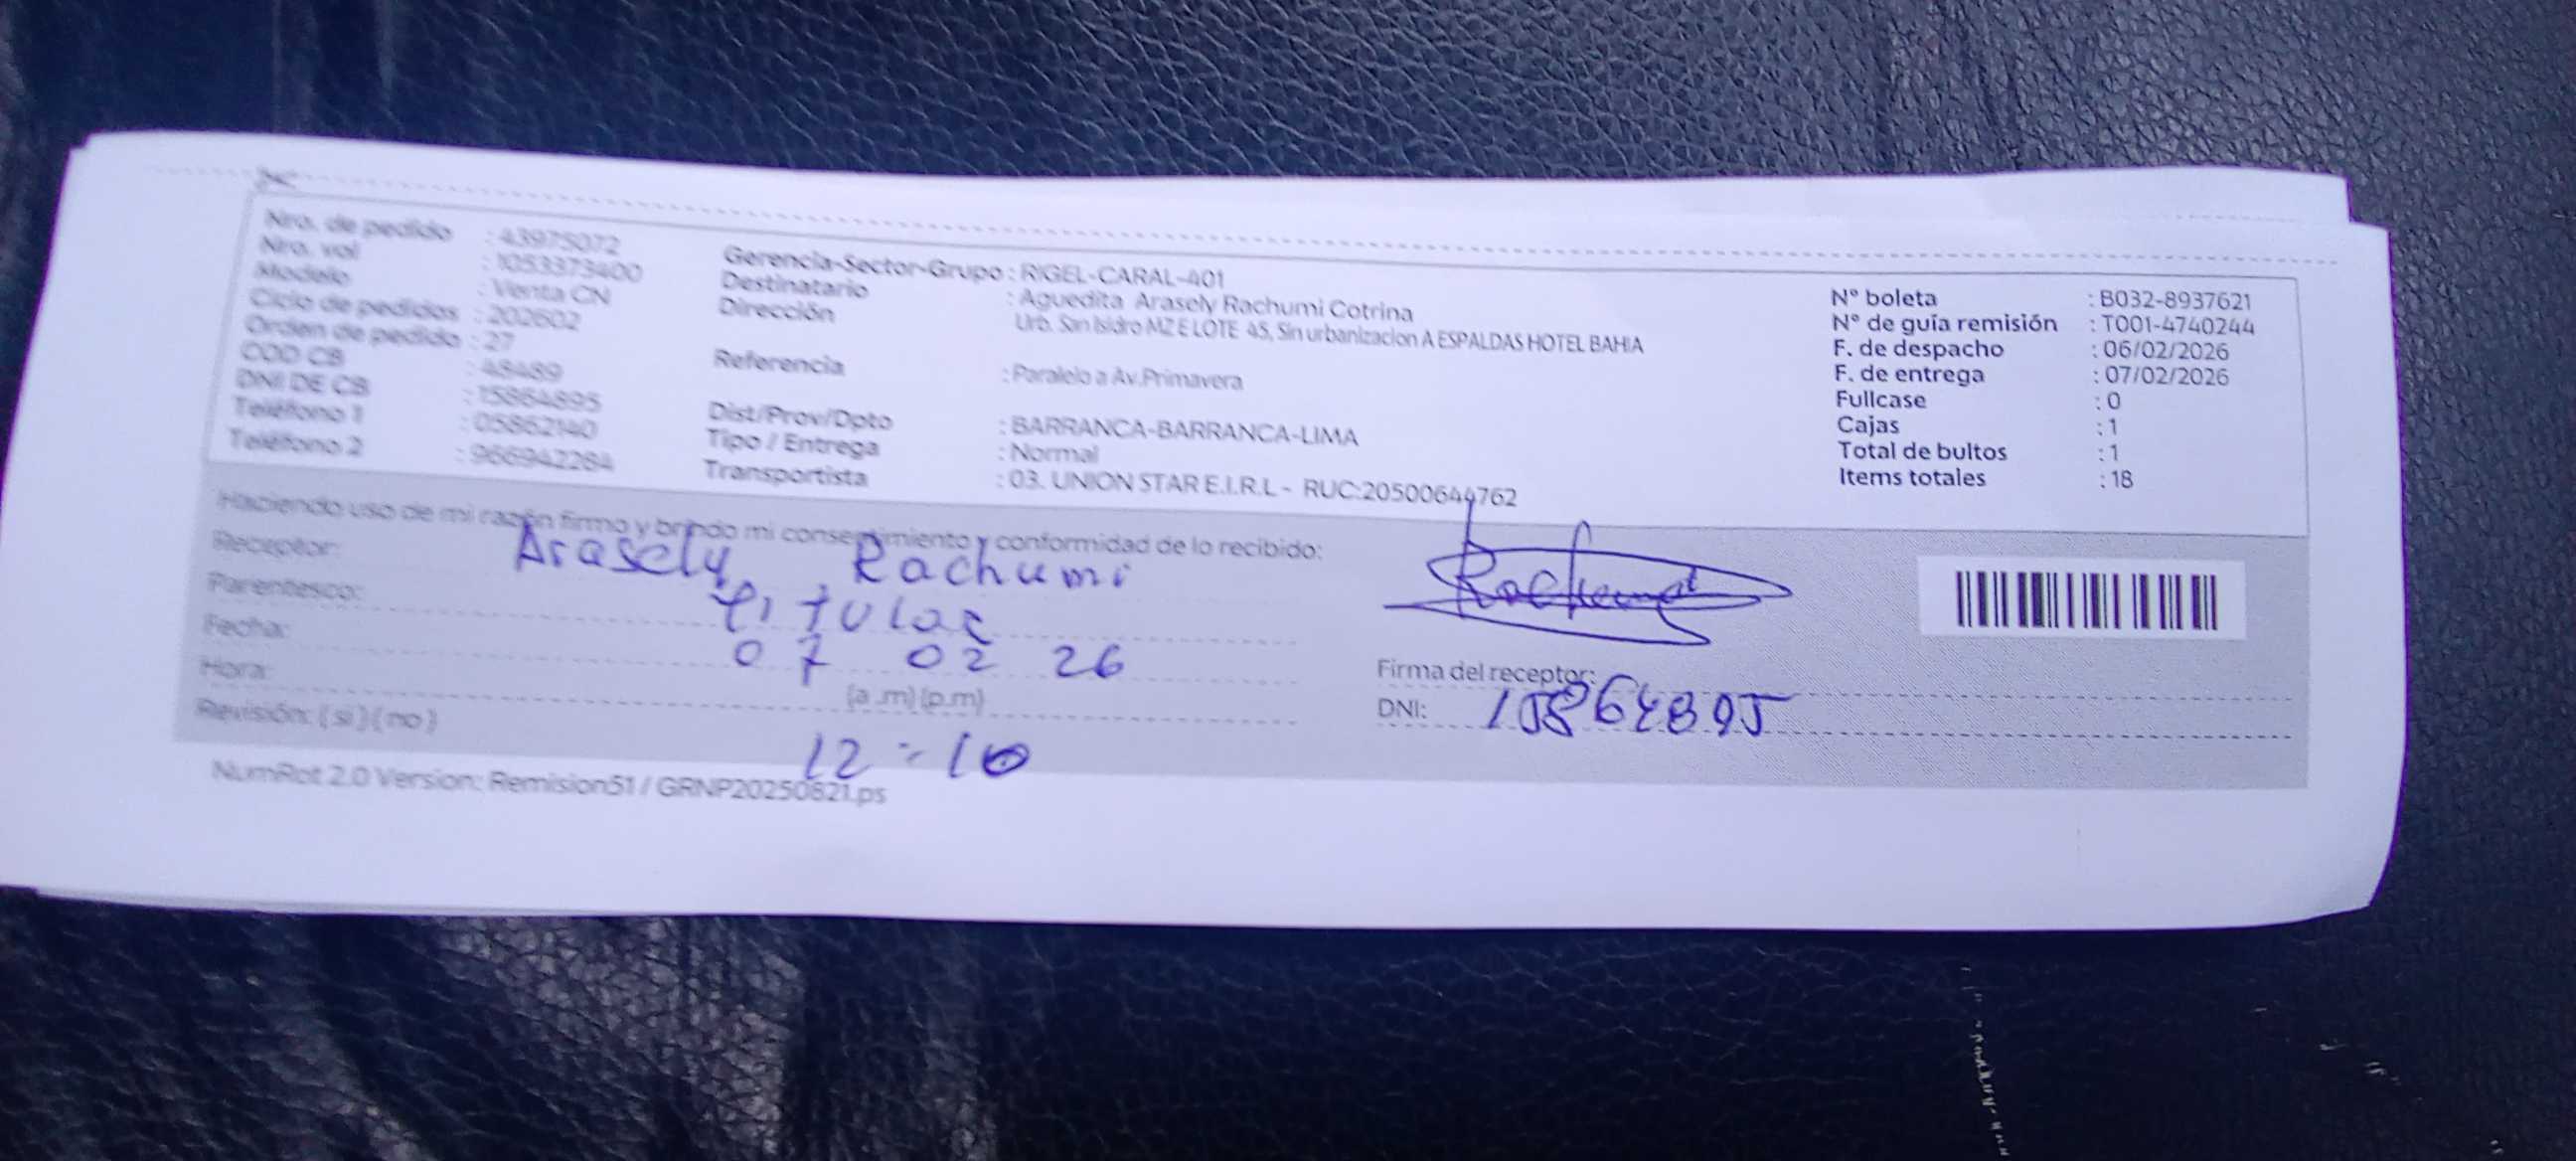 Nro. de pedido : 43975072
Nro. vol : 1053373400
Modelo : Venta CN
Ciclo de pedidos : 202602
Orden de pedido : 27
COD CB : 48489
DNI DE CB : 15864895
Teléfono 1 : 05862140
Teléfono 2 : 966942284
Gerencia-Sector-Grupo : RIGEL-CARAL-401
Destinatario : Aguedita Arasely Rachumi Cotrina
Dirección Urb. San Isidro MZ E LOTE 45, Sin urbanizacion A ESPALDAS HOTEL BAHIA
Referencia : Paralelo a Av.Primavera
Dist/Prov/Dpto : BARRANCA-BARRANCA-LIMA
Tipo / Entrega : Normal
Transportista : 03. UNION STAR E.I.R.L - RUC:20500644762
N° boleta : B032-8937621
N° de guía remisión : T001-4740244
F. de despacho : 06/02/2026
F. de entrega : 07/02/2026
Fullcase : 0
Cajas : 1
Total de bultos : 1
Items totales : 18
Haciendo uso de mi razón firmo y brindo mi consentimiento y conformidad de lo recibido:
Receptor: Arasely Rachumi
Parentesco: Titular
Fecha: 07 02 26
Hora: (a.m) (p.m)
Revisión: ( si ) ( no )
12:10
Rachumi
Firma del receptor:
DNI: 15864895
NumRot 2.0 Version: Remision51 / GRNP20250821.ps